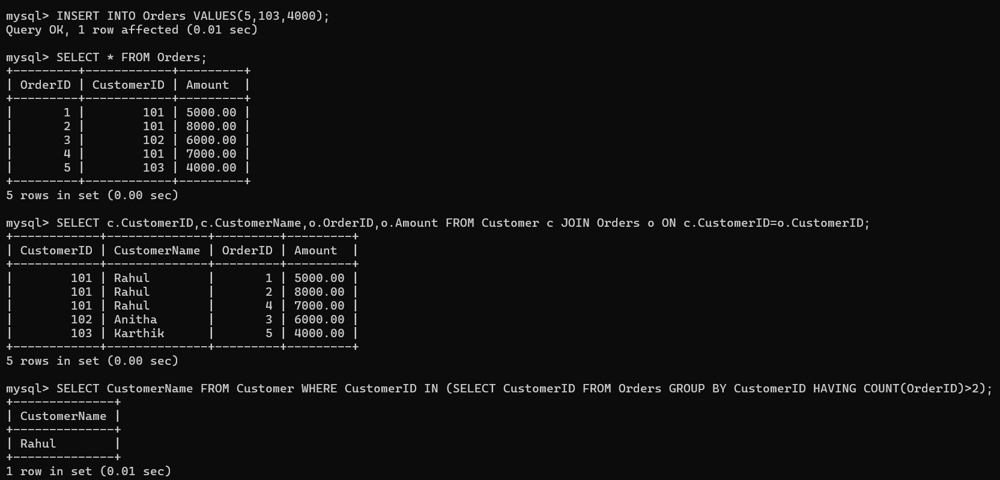 mysql> INSERT INTO Orders VALUES(5,103,4000);
Query OK, 1 row affected (0.01 sec)
mysql> SELECT * FROM Orders;
+---------+------------+---------+
| OrderID | CustomerID | Amount  |
+---------+------------+---------+
|       1 |        101 | 5000.00 |
|       2 |        101 | 8000.00 |
|       3 |        102 | 6000.00 |
|       4 |        101 | 7000.00 |
|       5 |        103 | 4000.00 |
+---------+------------+---------+
5 rows in set (0.00 sec)
mysql> SELECT c.CustomerID,c.CustomerName,o.OrderID,o.Amount FROM Customer c JOIN Orders o ON c.CustomerID=o.CustomerID;
+------------+--------------+---------+---------+
| CustomerID | CustomerName | OrderID | Amount  |
+------------+--------------+---------+---------+
|        101 | Rahul        |       1 | 5000.00 |
|        101 | Rahul        |       2 | 8000.00 |
|        101 | Rahul        |       4 | 7000.00 |
|        102 | Anitha       |       3 | 6000.00 |
|        103 | Karthik      |       5 | 4000.00 |
+------------+--------------+---------+---------+
5 rows in set (0.00 sec)
mysql> SELECT CustomerName FROM Customer WHERE CustomerID IN (SELECT CustomerID FROM Orders GROUP BY CustomerID HAVING COUNT(OrderID)>2);
+--------------+
| CustomerName |
+--------------+
| Rahul        |
+--------------+
1 row in set (0.01 sec)